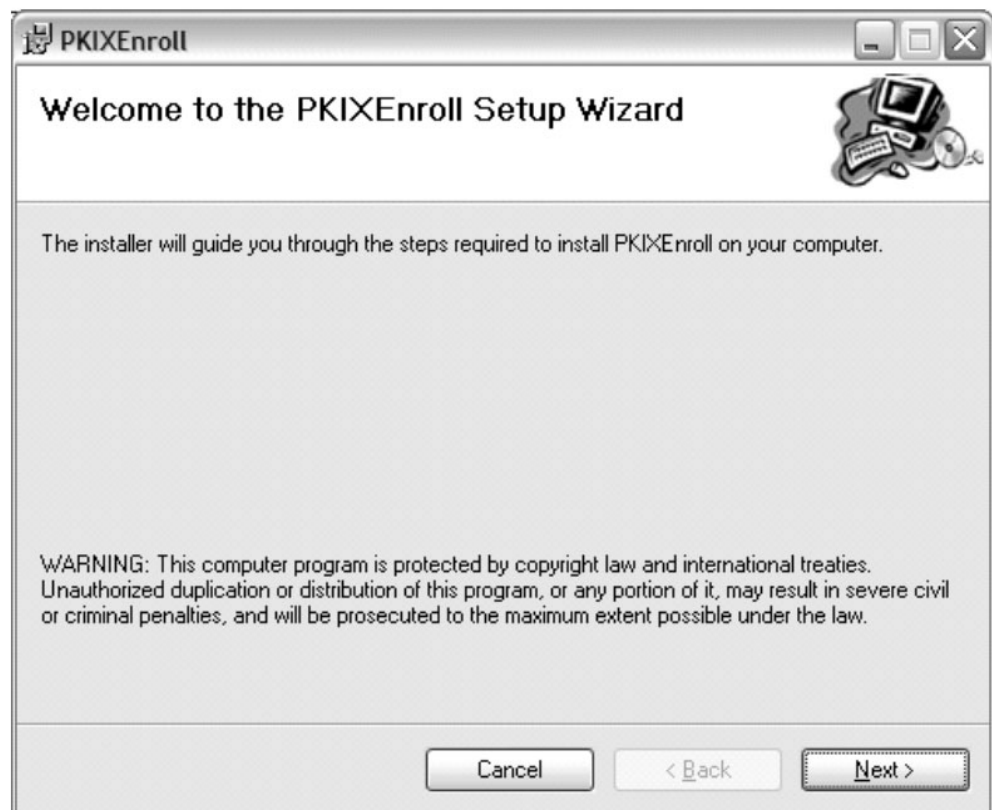 PKIXEnroll
Welcome to the PKIXEnroll Setup Wizard
The installer will guide you through the steps required to install PKIXEnroll on your computer.
WARNING: This computer program is protected by copyright law and international treaties.
Unauthorized duplication or distribution of this program, or any portion of it, may result in severe civil
or criminal penalties, and will be prosecuted to the maximum extent possible under the law.
Cancel
< Back
Next >